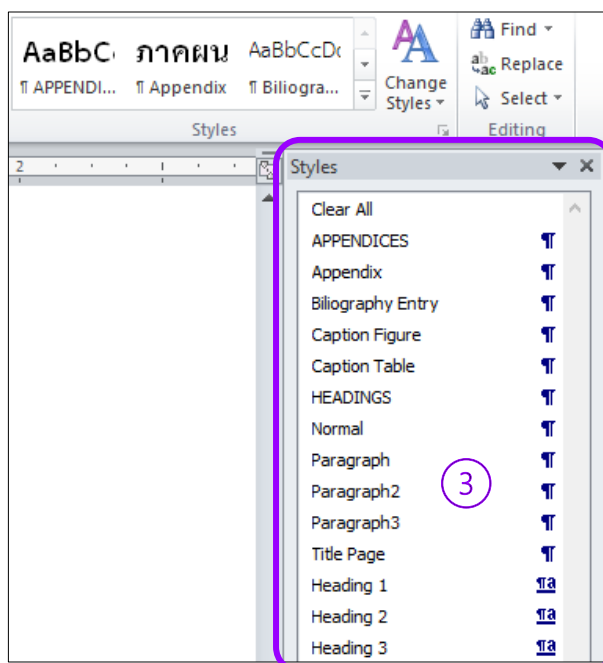 AaBbC ภาคผน AaBbCcD
¶ APPENDI... ¶ Appendix ¶ Biliogra...
Change
Styles
Find
Replace
Select
Styles
Editing
2 1
Styles
Clear All
APPENDICES ¶
Appendix ¶
Biliography Entry ¶
Caption Figure ¶
Caption Table ¶
HEADINGS ¶
Normal ¶
Paragraph ¶
Paragraph2 ¶
Paragraph3 ¶
3
Title Page ¶
Heading 1 ¶a
Heading 2 ¶a
Heading 3 ¶a